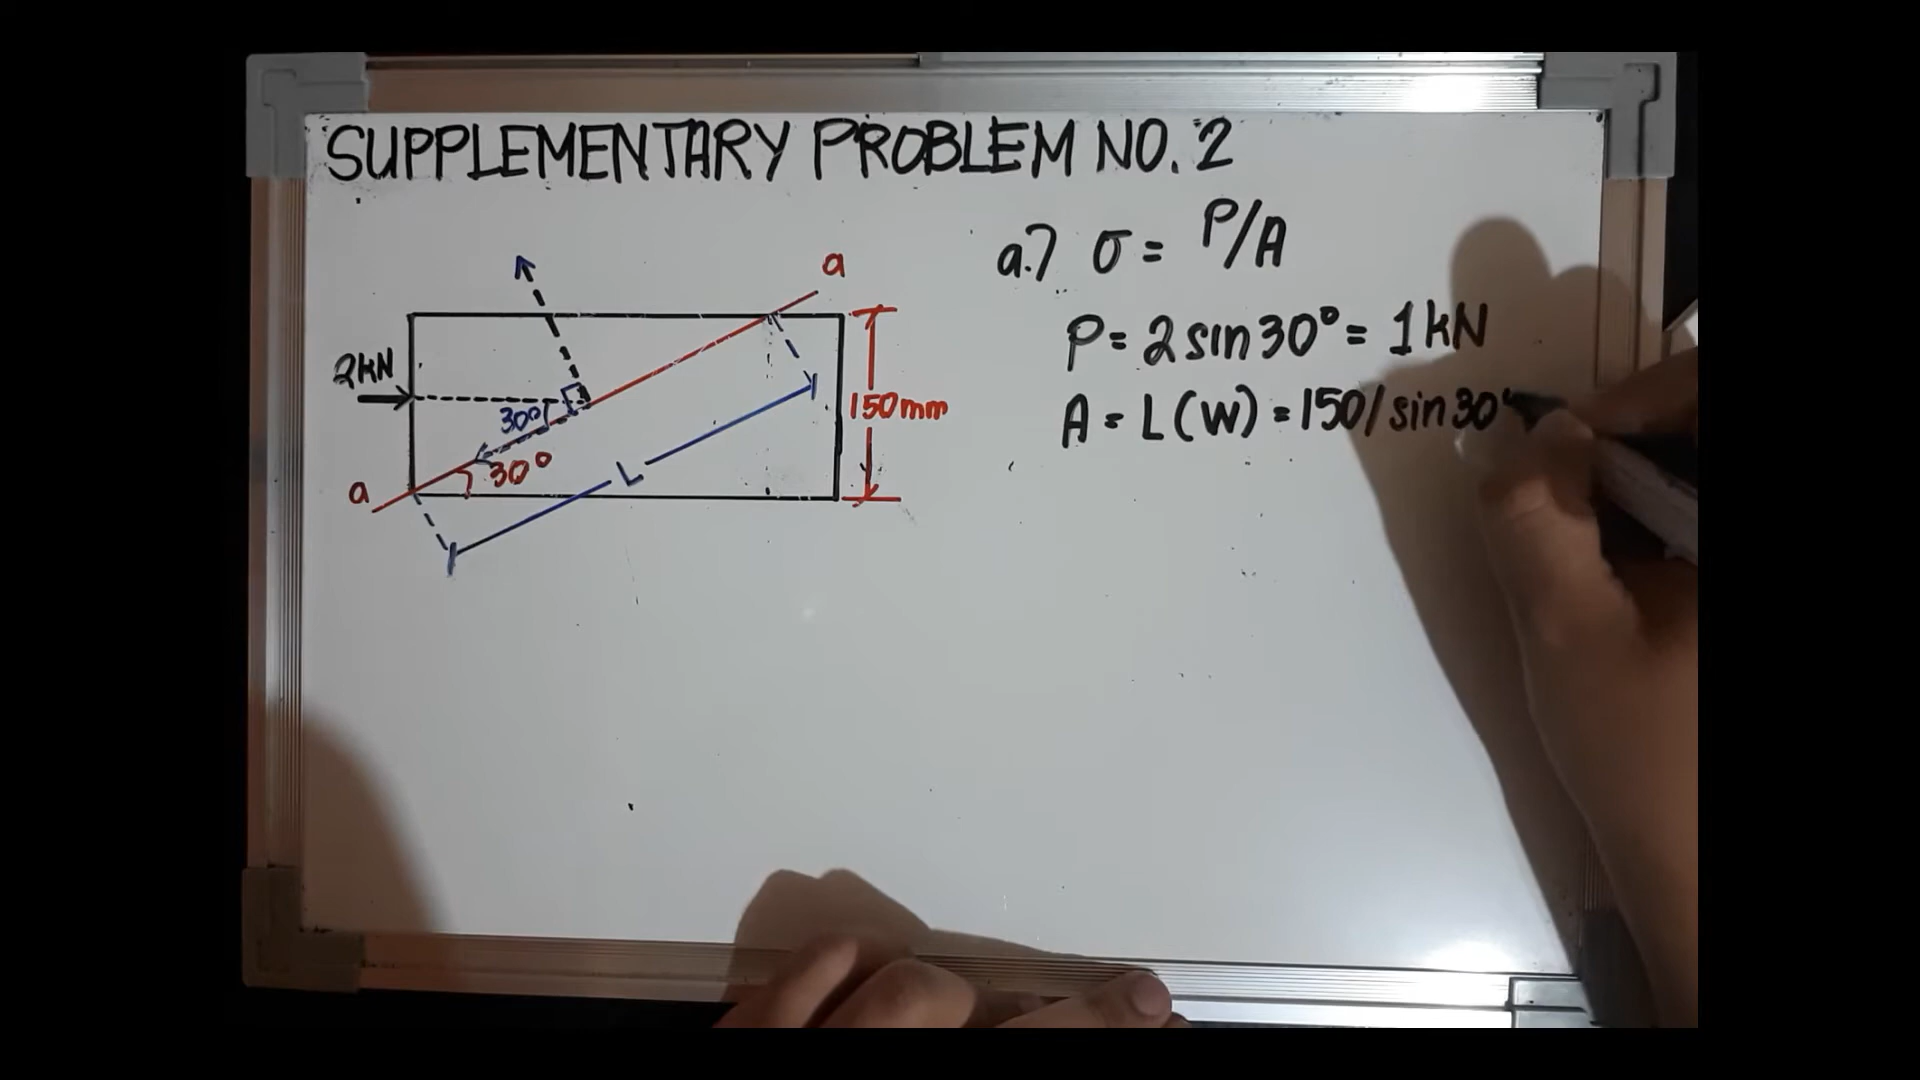 SUPPLEMENTARY PROBLEM NO. 2
a.) σ = P/A
P = 2 sin 30° = 1 kN
A = L (W) = 150/sin 30°
a
2kN
30°
150mm
30°
L
a